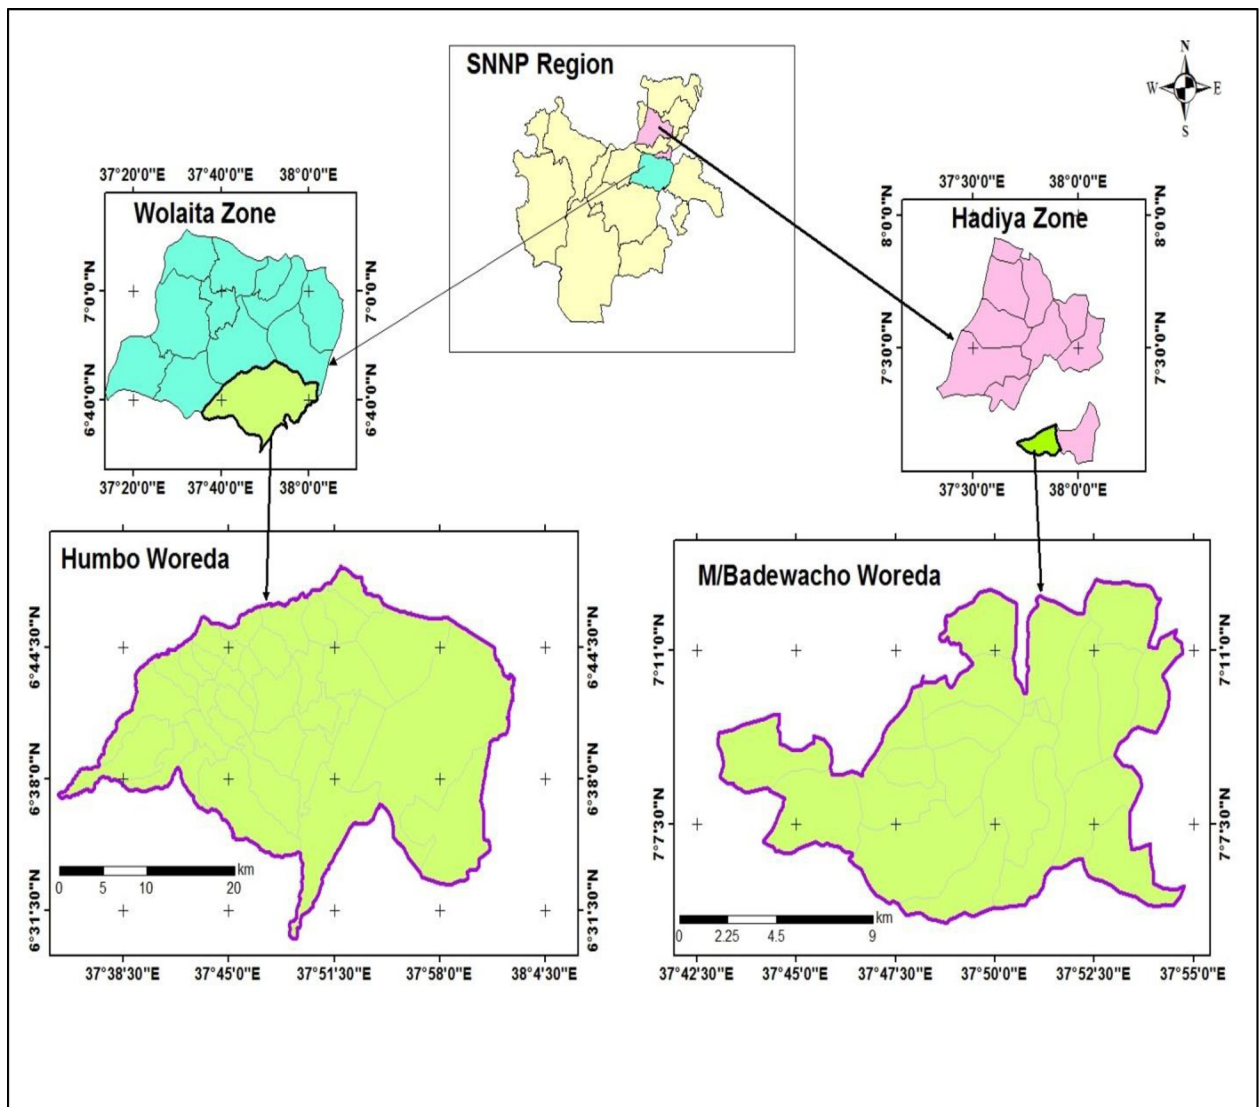 SNNP Region
N
W E
S
37°20'0"E 37°40'0"E 38°0'0"E
Wolaita Zone
7°0'0"N
7°0'0"N
6°40'0"N
6°40'0"N
37°20'0"E 37°40'0"E 38°0'0"E
37°30'0"E 38°0'0"E
Hadiya Zone
8°0'0"N
8°0'0"N
7°30'0"N
7°30'0"N
37°30'0"E 38°0'0"E
Humbo Woreda
6°44'30"N
6°44'30"N
6°38'0"N
6°38'0"N
6°31'30"N
6°31'30"N
km
0 5 10 20
37°38'30"E 37°45'0"E 37°51'30"E 37°58'0"E 38°4'30"E
M/Badewacho Woreda
7°11'0"N
7°11'0"N
7°7'30"N
7°7'30"N
km
0 2.25 4.5 9
37°42'30"E 37°45'0"E 37°47'30"E 37°50'0"E 37°52'30"E 37°55'0"E